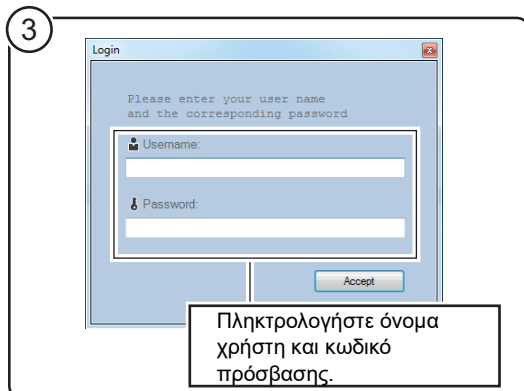 3
Login
Please enter your user name
and the corresponding password
Username:
Password:
Accept
Πληκτρολογήστε όνομα
χρήστη και κωδικό
πρόσβασης.